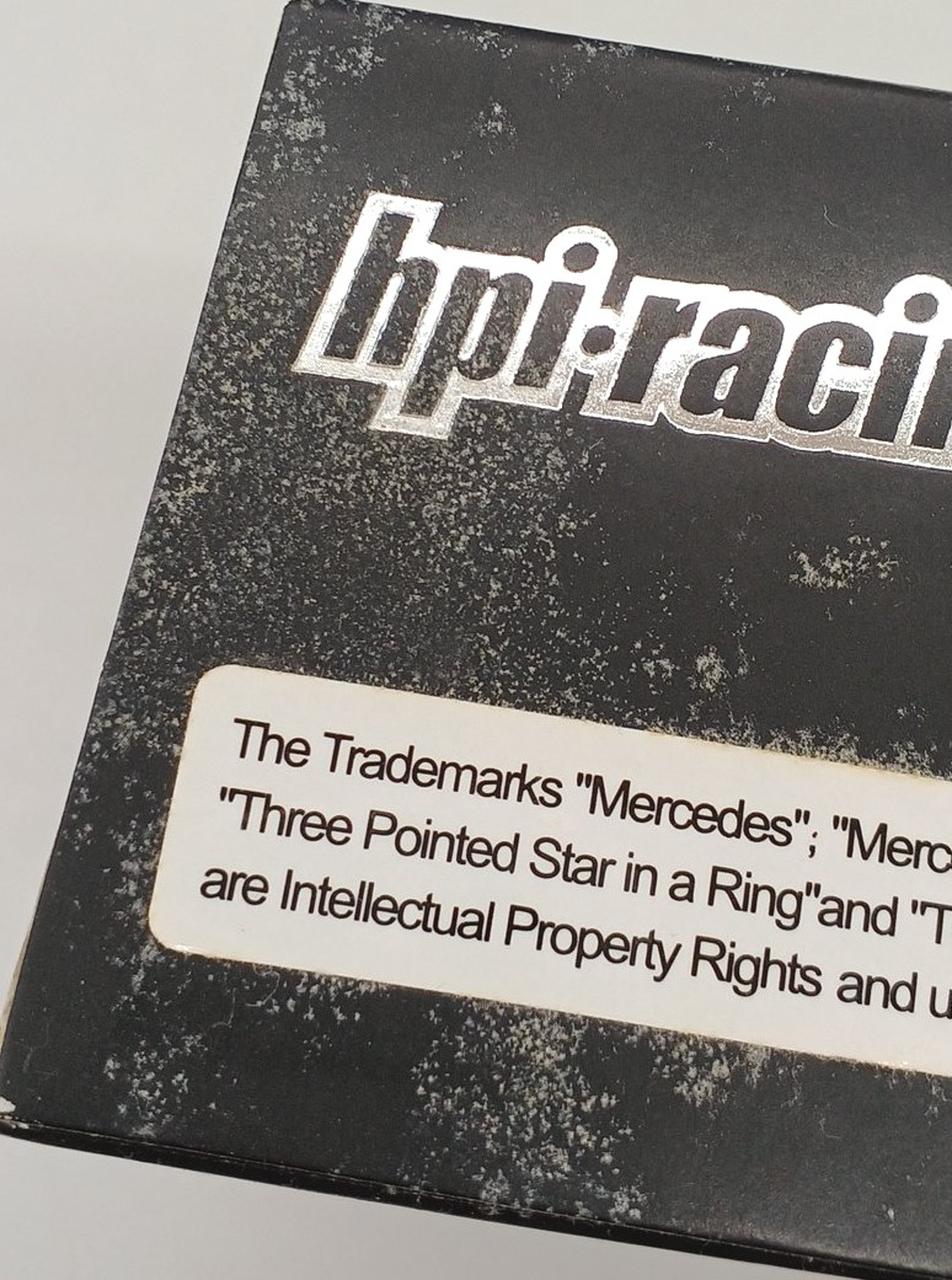 hpi·racin
The Trademarks "Mercedes"; "Merc
"Three Pointed Star in a Ring"and "T
are Intellectual Property Rights and u